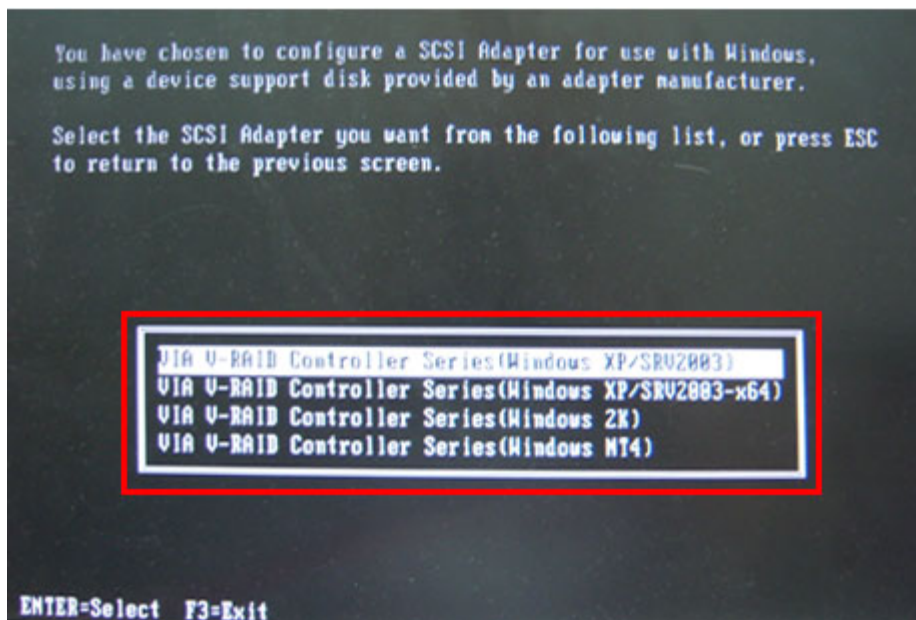 You have chosen to configure a SCSI Adapter for use with Windows,
using a device support disk provided by an adapter manufacturer.
Select the SCSI Adapter you want from the following list, or press ESC
to return to the previous screen.
VIA V-RAID Controller Series(Windows XP/SRV2003)
VIA V-RAID Controller Series(Windows XP/SRV2003-x64)
VIA V-RAID Controller Series(Windows 2K)
VIA V-RAID Controller Series(Windows NT4)
ENTER=Select F3=Exit